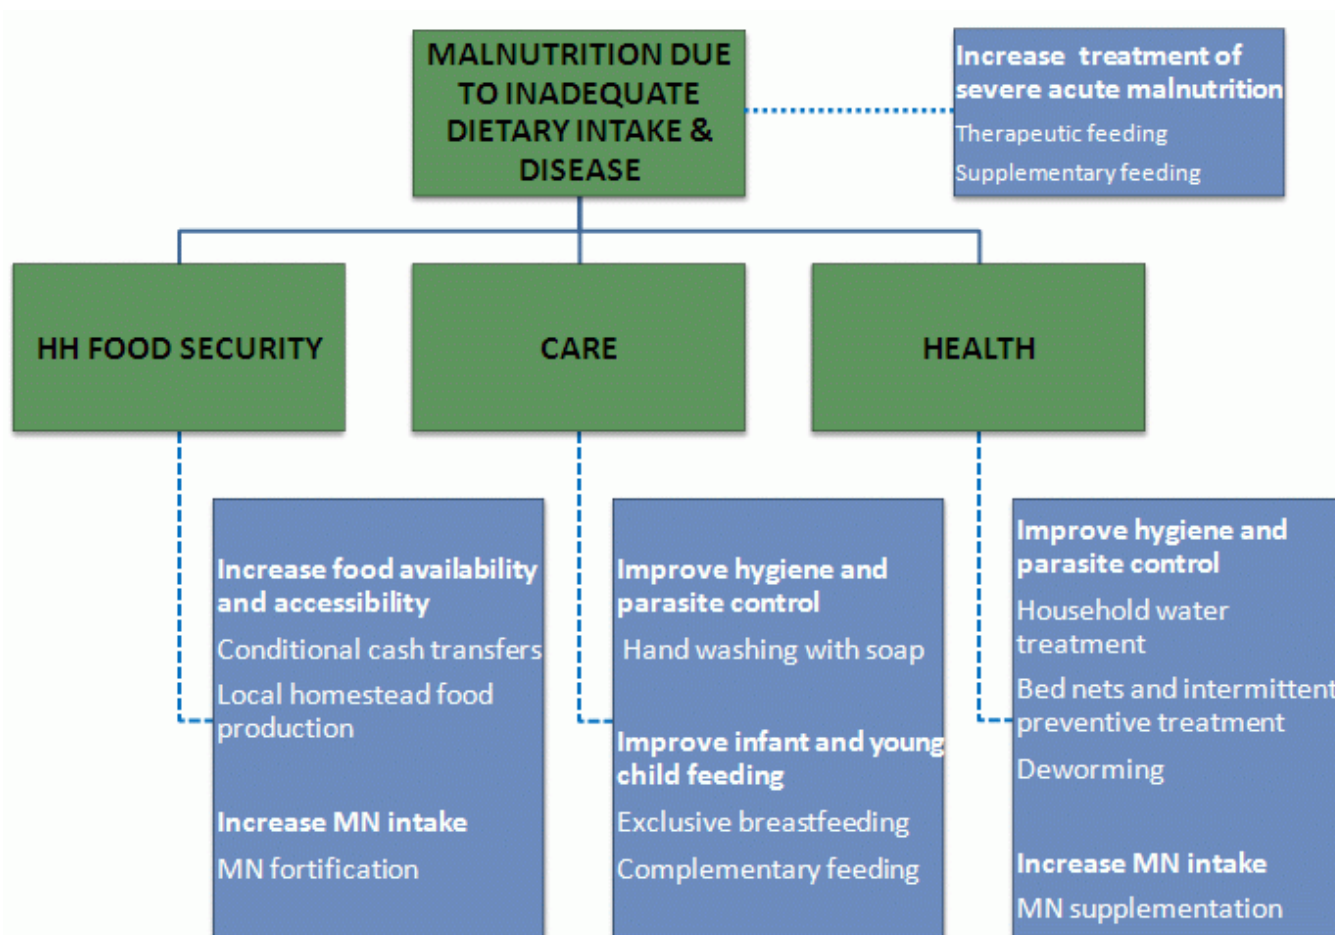 MALNUTRITION DUE
TO INADEQUATE
DIETARY INTAKE &
DISEASE
Increase treatment of
severe acute malnutrition
Therapeutic feeding
Supplementary feeding
HH FOOD SECURITY
CARE
HEALTH
Increase food availability
and accessibility
Conditional cash transfers
Local homestead food
production
Increase MN intake
MN fortification
Improve hygiene and
parasite control
Hand washing with soap
Improve infant and young
child feeding
Exclusive breastfeeding
Complementary feeding
Improve hygiene and
parasite control
Household water
treatment
Bed nets and intermittent
preventive treatment
Deworming
Increase MN intake
MN supplementation